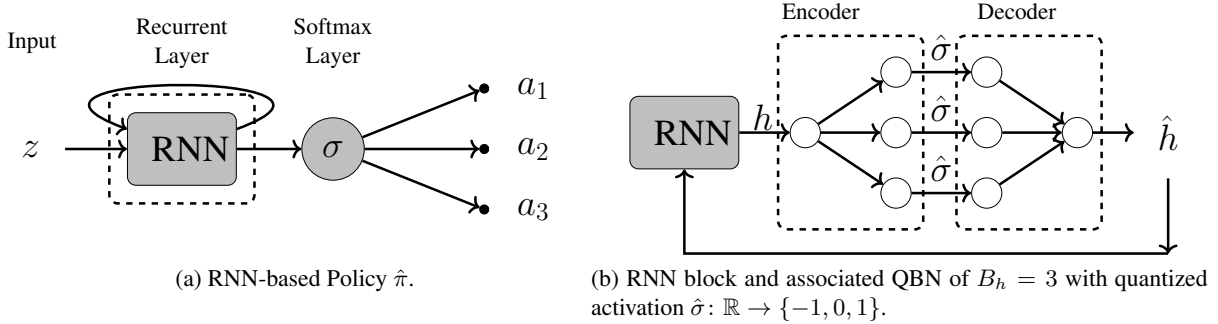 Input
Recurrent
Layer
Softmax
Layer
z
RNN
σ
a₁
a₂
a₃
(a) RNN-based Policy π̂.
Encoder
Decoder
RNN
h
σ̂
σ̂
σ̂
ĥ
(b) RNN block and associated QBN of Bₕ = 3 with quantized
activation σ̂: ℝ → {−1, 0, 1}.